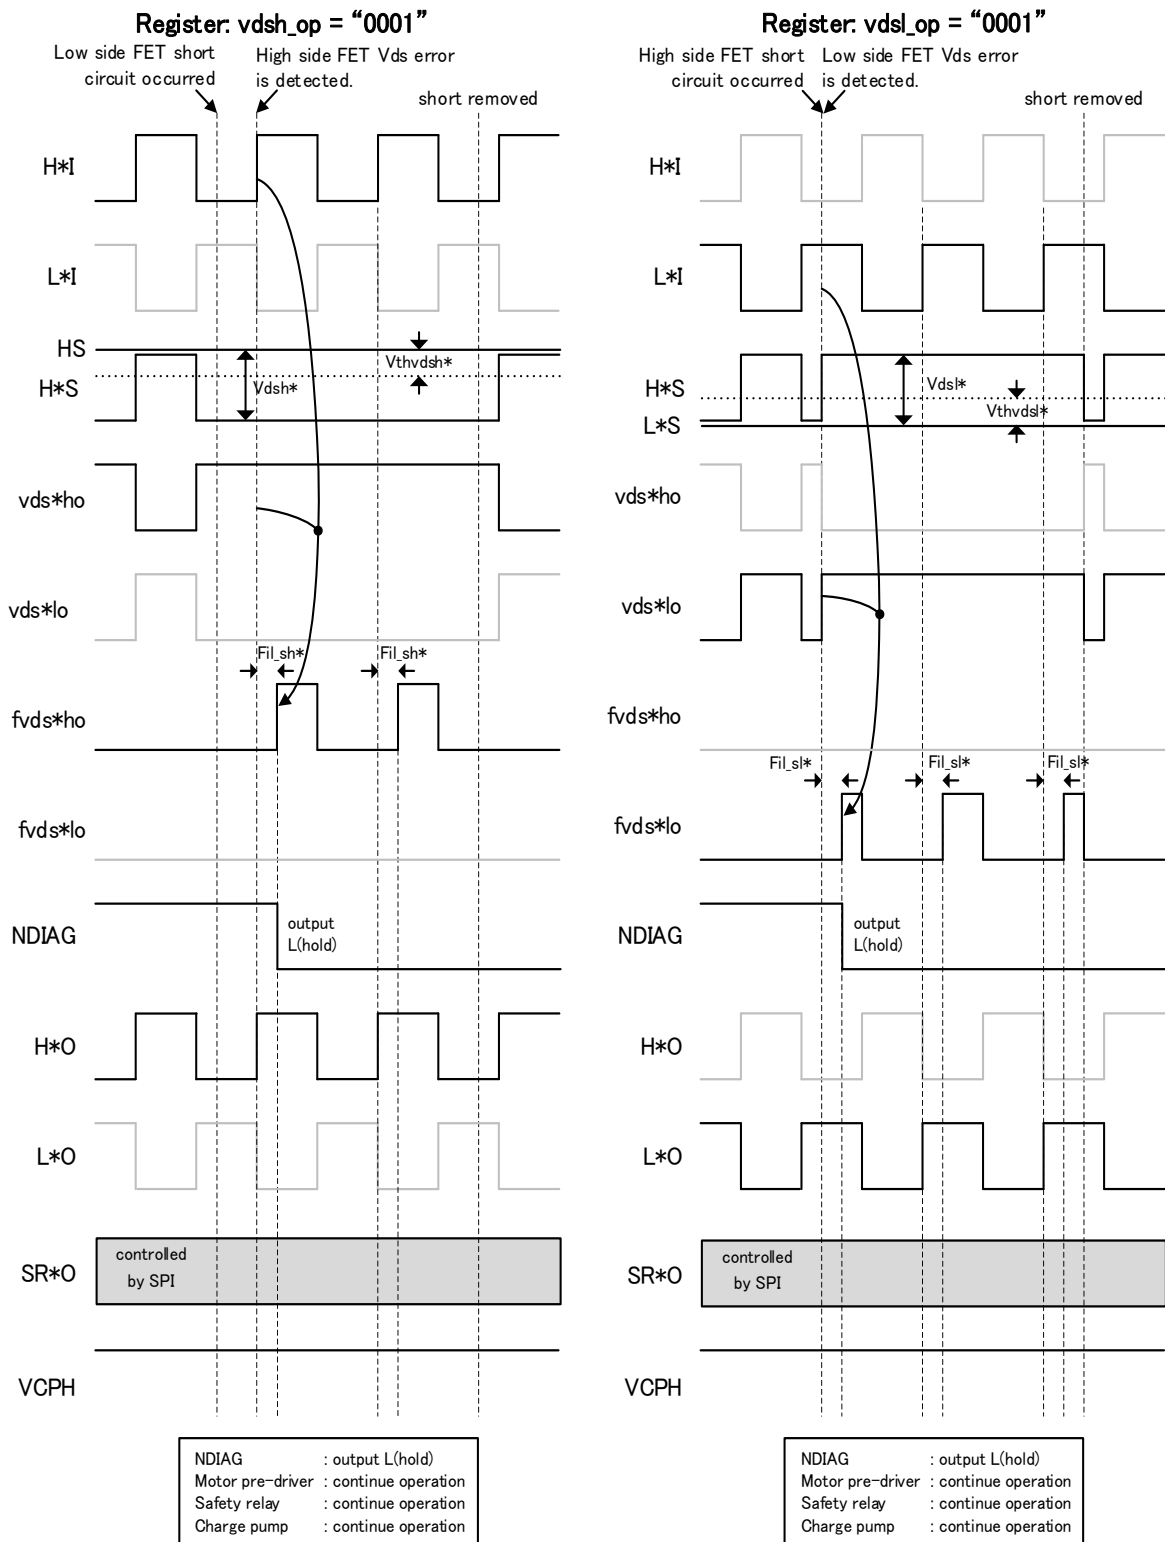 Register: vdsh_op = “0001”
Low side FET short
circuit occurred
High side FET Vds error
is detected.
short removed
H*I
L*I
HS
Vthvdsh*
H*S
Vdsh*
vds*ho
vds*lo
Fil_sh*
Fil_sh*
fvds*ho
fvds*lo
NDIAG
output
L(hold)
H*O
L*O
SR*O
controlled
by SPI
VCPH
NDIAG : output L(hold)
Motor pre-driver : continue operation
Safety relay : continue operation
Charge pump : continue operation
Register: vdsl_op = “0001”
High side FET short
circuit occurred
Low side FET Vds error
is detected.
short removed
H*I
L*I
H*S
Vdsl*
Vthvdsl*
L*S
vds*ho
vds*lo
fvds*ho
Fil_sl*
Fil_sl*
Fil_sl*
fvds*lo
NDIAG
output
L(hold)
H*O
L*O
SR*O
controlled
by SPI
VCPH
NDIAG : output L(hold)
Motor pre-driver : continue operation
Safety relay : continue operation
Charge pump : continue operation